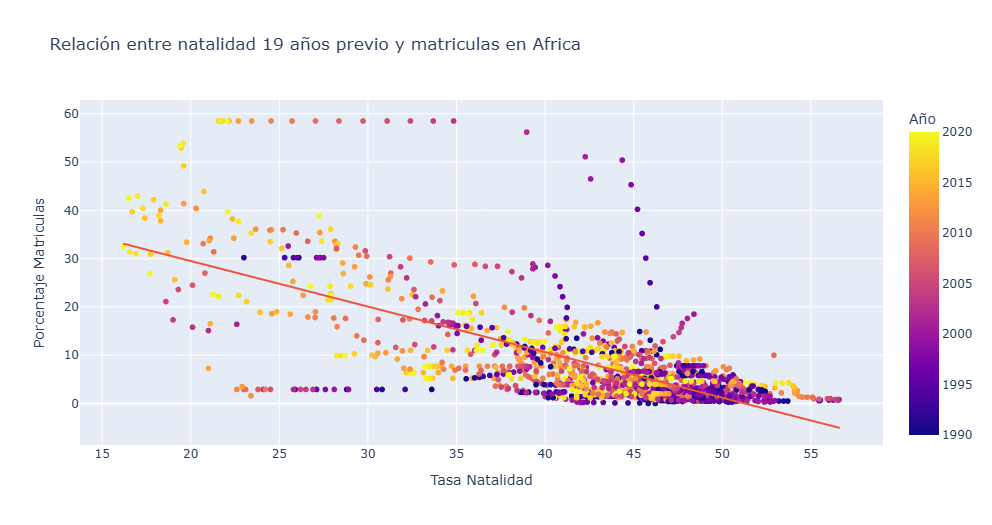 Relación entre natalidad 19 años previo y matriculas en Africa
Porcentaje Matriculas
60
50
40
30
20
10
0
15 20 25 30 35 40 45 50 55
Tasa Natalidad
Año
2020
2015
2010
2005
2000
1995
1990